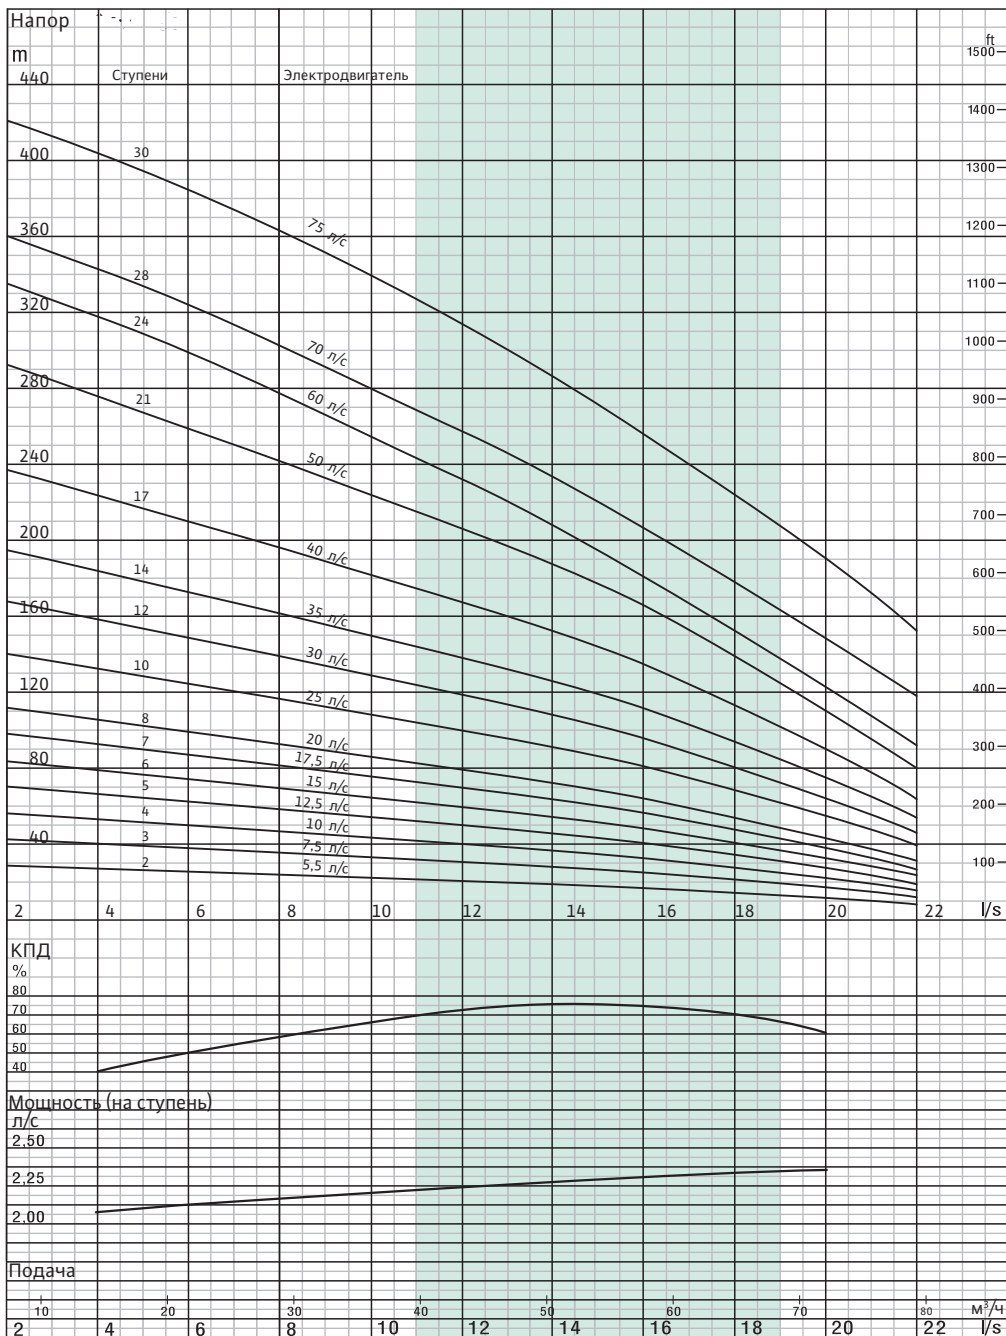 Напор
m
ft
1500
440
Ступени
Электродвигатель
1400
400
30
1300
360
75 л/с
1200
28
1100
320
24
70 л/с
1000
280
21
60 л/с
900
240
50 л/с
800
17
700
200
14
40 л/с
600
160
12
35 л/с
500
10
30 л/с
120
25 л/с
400
8
20 л/с
7
17,5 л/с
300
80
6
15 л/с
5
12,5 л/с
200
4
10 л/с
40
3
7,5 л/с
2
5,5 л/с
100
2 4 6 8 10 12 14 16 18 20 22 l/s
КПД
%
80
70
60
50
40
Мощность (на ступень)
л/с
2,50
2,25
2,00
Подача
10 20 30 40 50 60 70 80 м³/ч
2 4 6 8 10 12 14 16 18 20 22 l/s